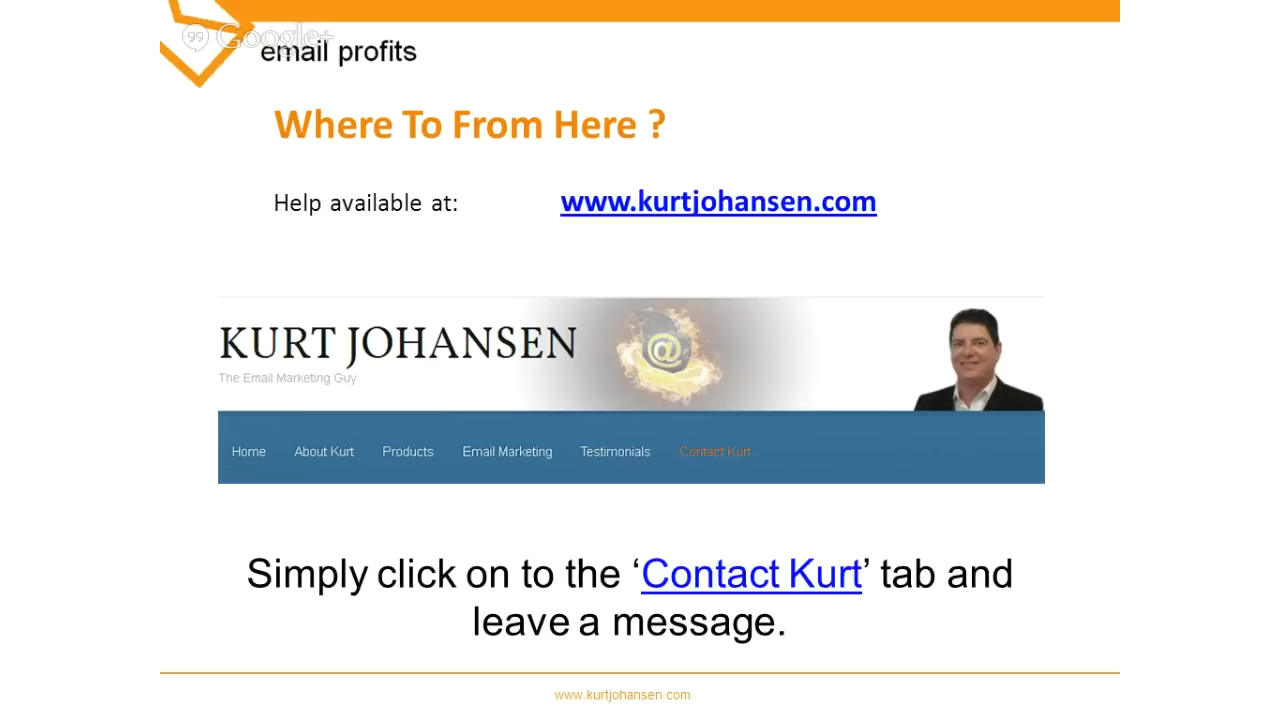 Google+
email profits
Where To From Here ?
Help available at: www.kurtjohansen.com
KURT JOHANSEN
@
The Email Marketing Guy
Home About Kurt Products Email Marketing Testimonials Contact Kurt
Simply click on to the ‘Contact Kurt’ tab and
leave a message.
www.kurtjohansen.com